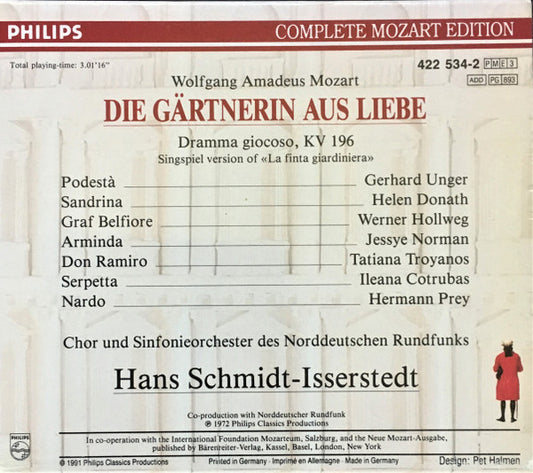 PHILIPS COMPLETE MOZART EDITION
Total playing-time: 3.01'16" 422 534-2 PME 3
ADD PG 893
Wolfgang Amadeus Mozart
DIE GÄRTNERIN AUS LIEBE
Dramma giocoso, KV 196
Singspiel version of «La finta giardiniera»
Podestà Gerhard Unger
Sandrina Helen Donath
Graf Belfiore Werner Hollweg
Arminda Jessye Norman
Don Ramiro Tatiana Troyanos
Serpetta Ileana Cotrubas
Nardo Hermann Prey
Chor und Sinfonieorchester des Norddeutschen Rundfunks
Hans Schmidt-Isserstedt
Co-production with Norddeutscher Rundfunk
℗ 1972 Philips Classics Productions
In co-operation with the International Foundation Mozarteum, Salzburg, and the Neue Mozart-Ausgabe,
published by Bärenreiter-Verlag, Kassel, Basel, London, New York
PHILIPS
© 1991 Philips Classics Productions Printed in Germany · Imprimé en Allemagne · Made in Germany Design: Pet Halmen